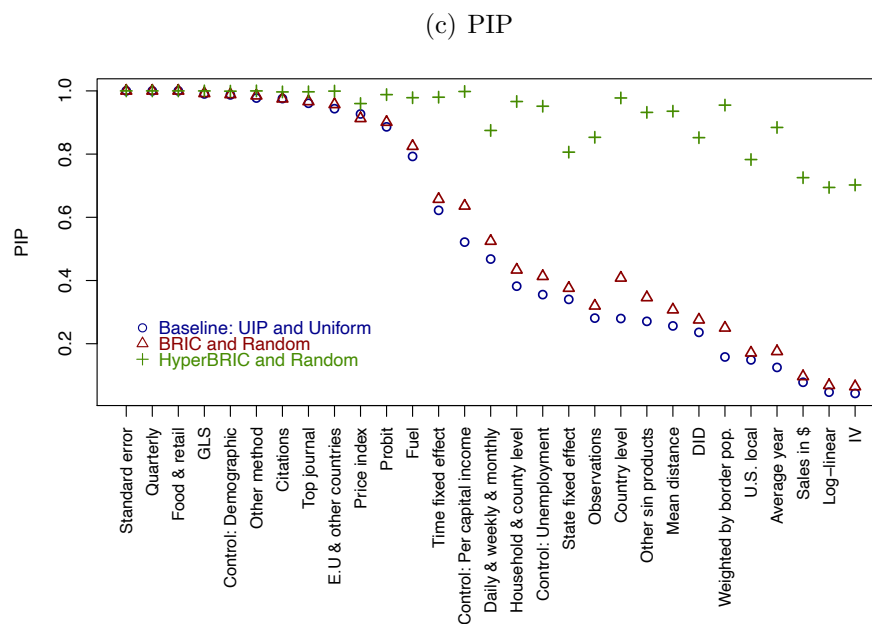 (c) PIP
PIP
1.0
0.8
0.6
0.4
0.2
Baseline: UIP and Uniform
BRIC and Random
HyperBRIC and Random
Standard error
Quarterly
Food & retail
GLS
Control: Demographic
Other method
Citations
Top journal
E.U & other countries
Price index
Probit
Fuel
Time fixed effect
Control: Per capital income
Daily & weekly & monthly
Household & county level
Control: Unemployment
State fixed effect
Observations
Country level
Other sin products
Mean distance
DID
Weighted by border pop.
U.S. local
Average year
Sales in $
Log−linear
IV